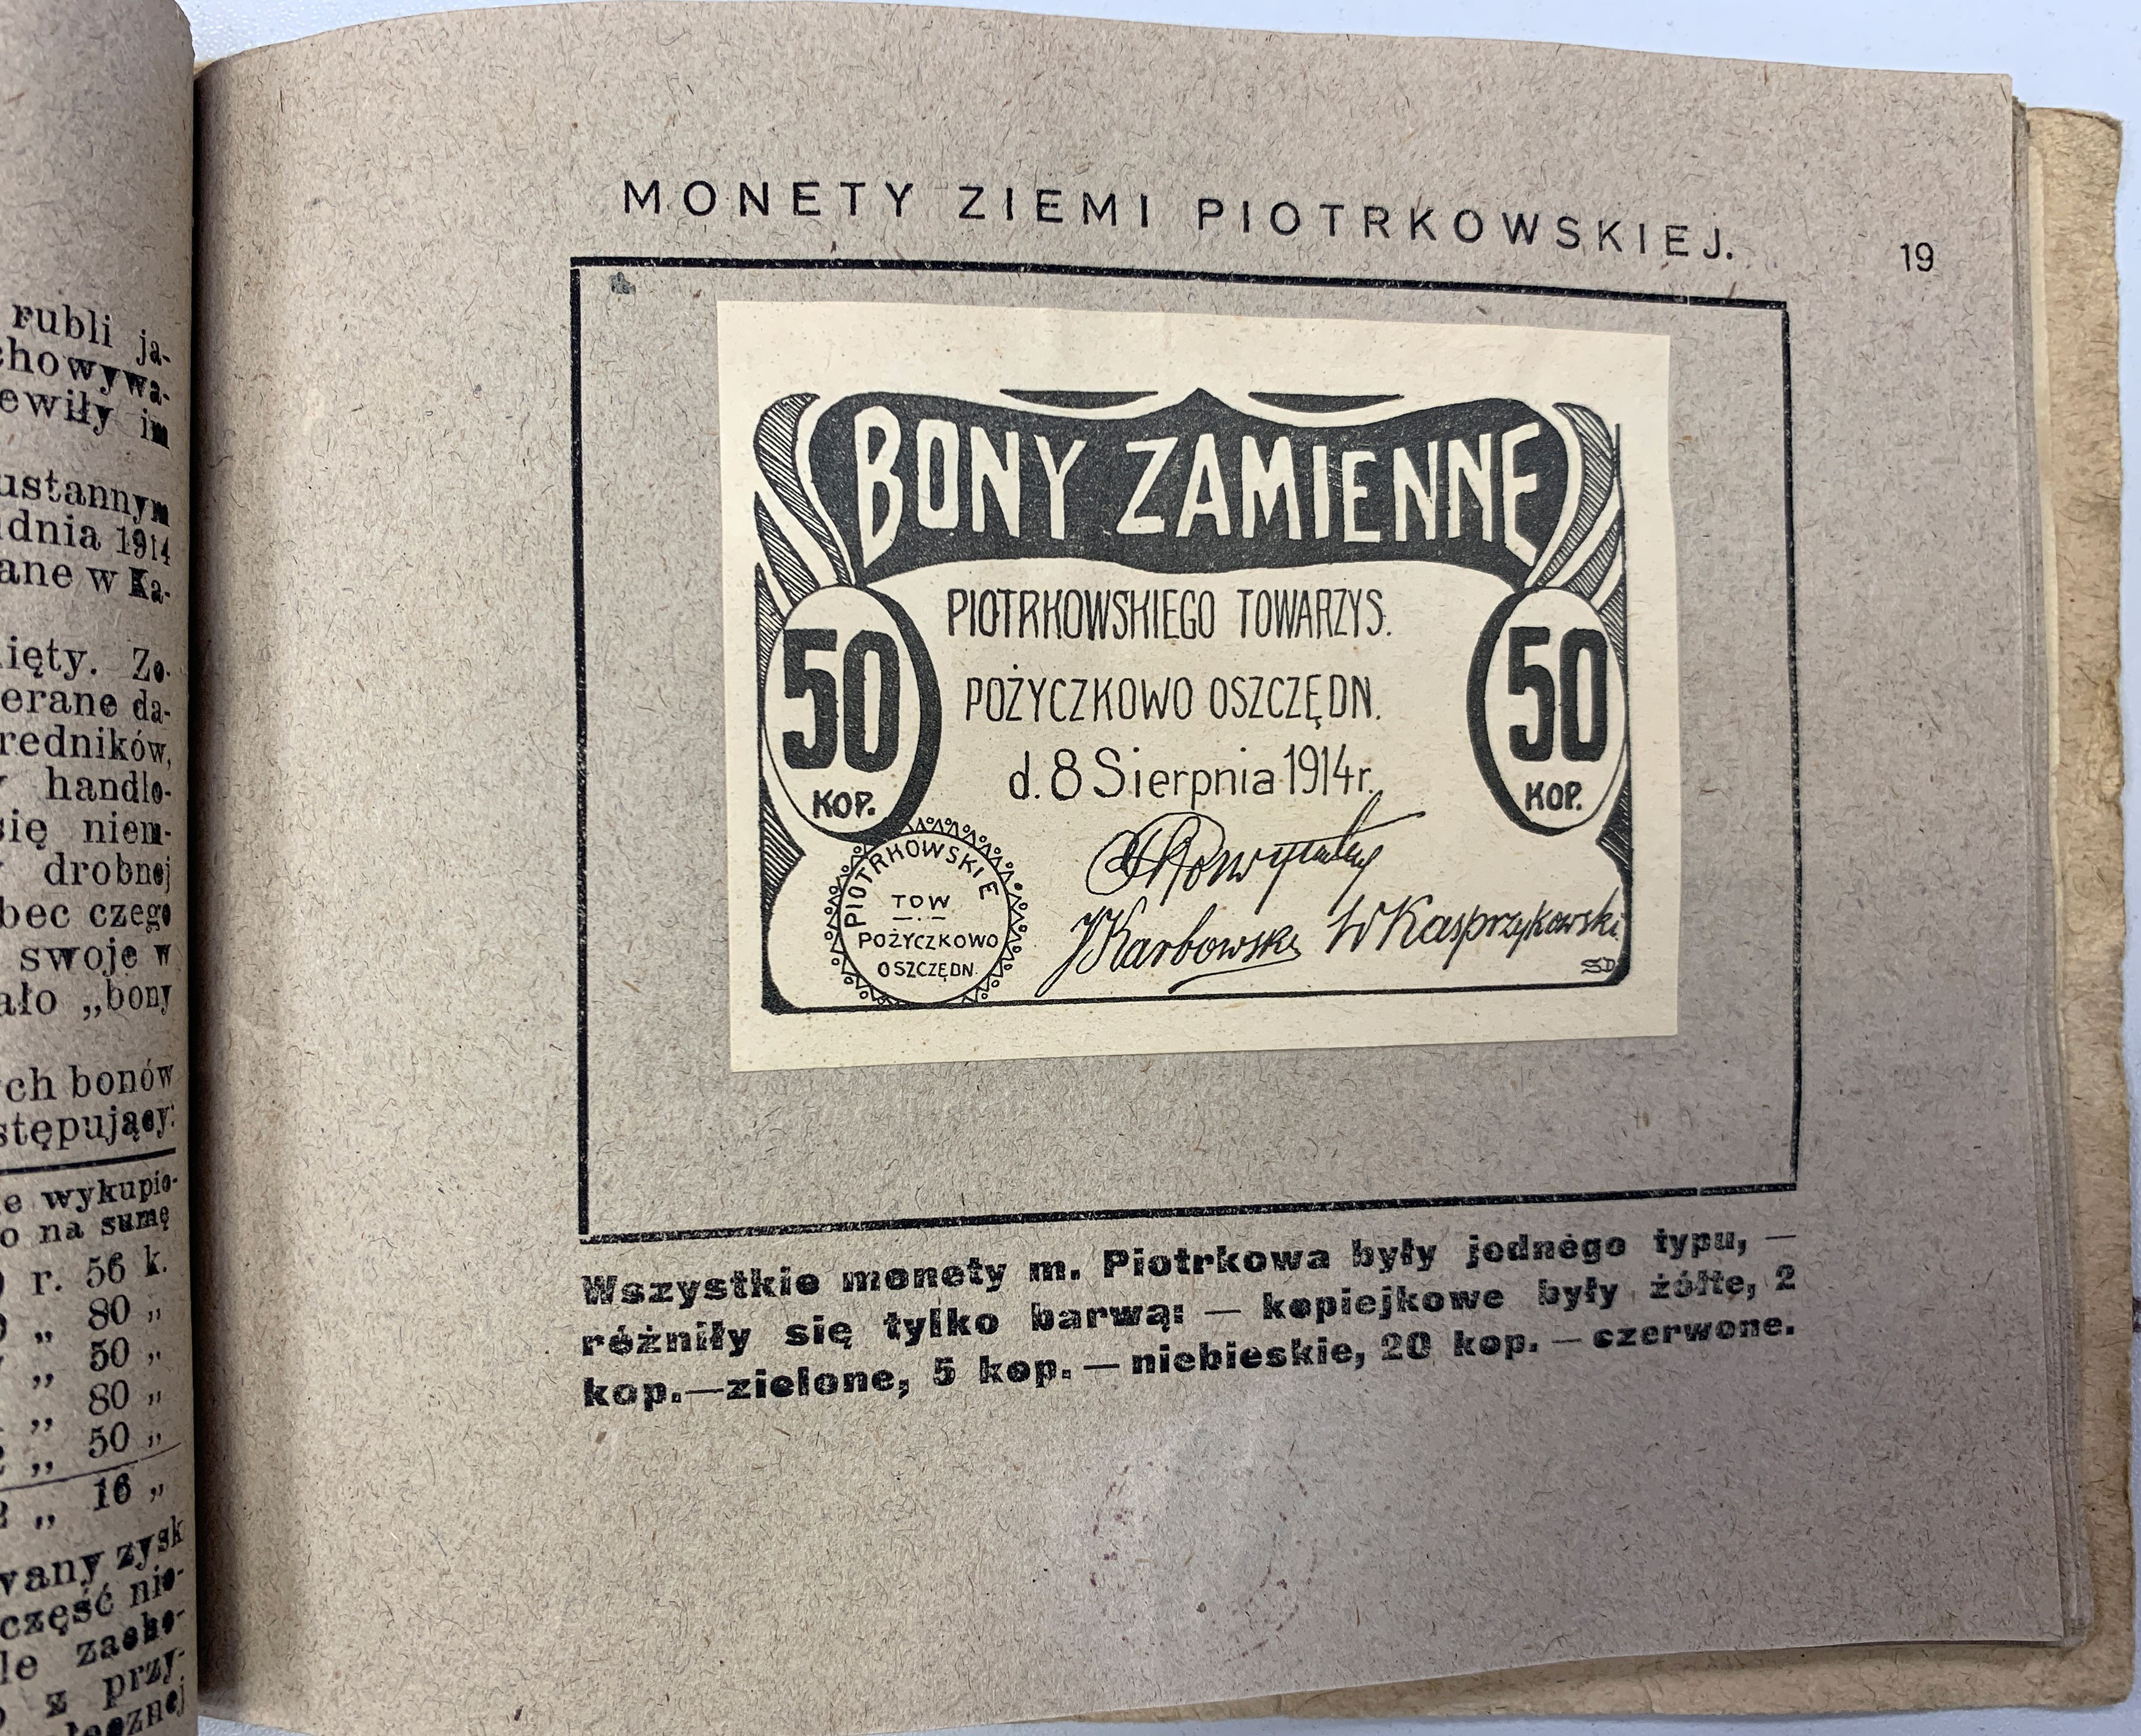 rubli ja-
chowywa-
ewiły im
ustannym
dnia 1914
ane w Ka-
ięty. Ze-
erane da-
redników,
handlo-
się niem-
drobnej
bec czego
swoje w
ało „bony
ych bonów
stępujący:
e wykupio-
o na sumę
r. 56 k.
„ 80 „
„ 50 „
„ 80 „
„ 50 „
„ 16 „
wany zysk
część nie-
le zacho-
z przy-
MONETY ZIEMI PIOTRKOWSKIEJ.
19
BONY ZAMIENNE
PIOTRKOWSKIEGO TOWARZYS.
50 KOP.
POŻYCZKOWO OSZCZĘDN.
50 KOP.
d. 8 Sierpnia 1914 r.
PIOTRKOWSKIE
TOW
POŻYCZKOWO
OSZCZĘDN.
J Karbowski W Kasprzykowski
SD
Wszystkie monety m. Piotrkowa były jednego typu, —
różniły się tylko barwą: — kopiejkowe były żółte, 2
kop.—zielone, 5 kop. — niebieskie, 20 kop. — czerwone.